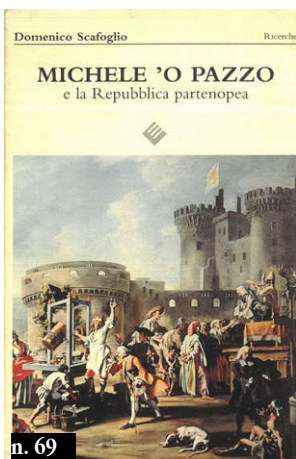 Domenico Scafoglio
Ricerche
MICHELE 'O PAZZO
e la Repubblica partenopea
n. 69